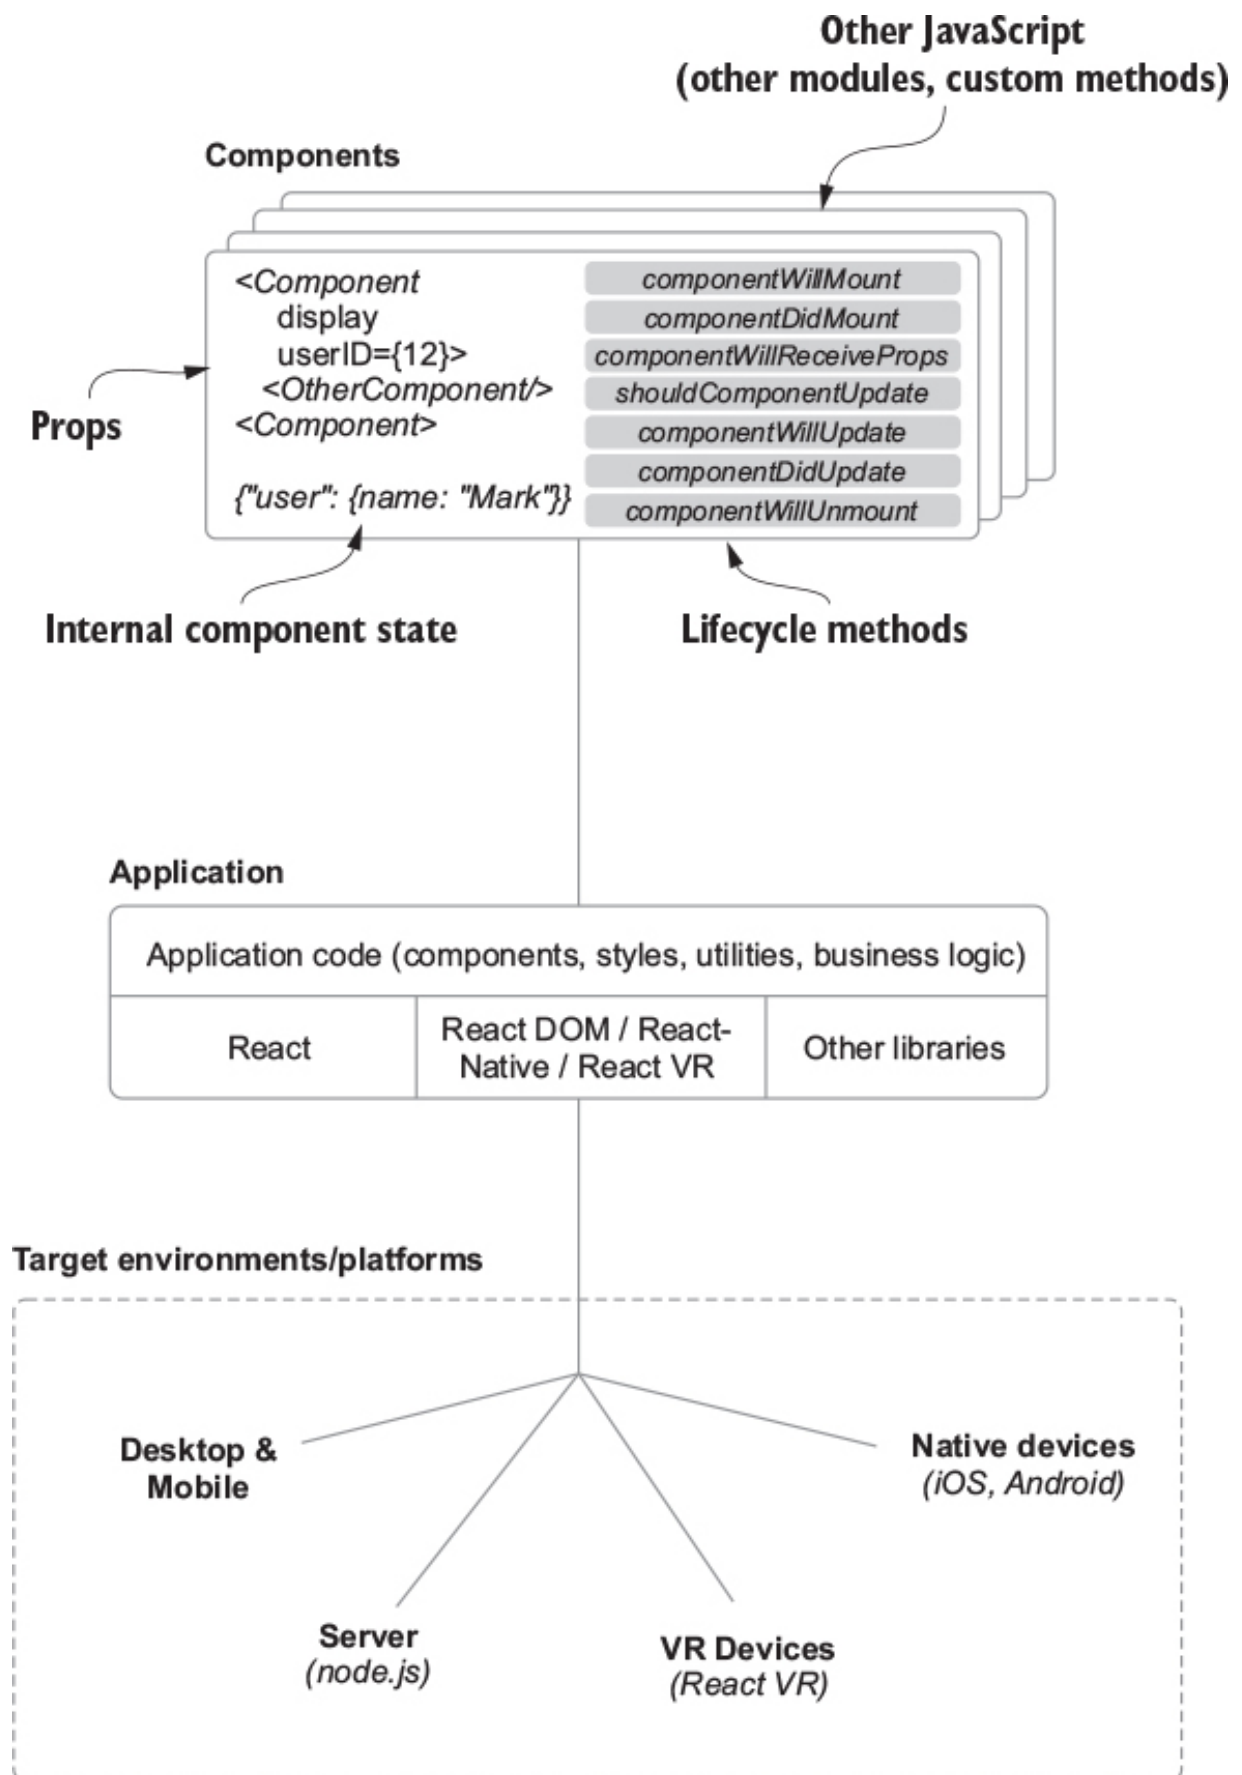 Other JavaScript
(other modules, custom methods)
Components
<Component
display
userID={12}>
<OtherComponent/>
<Component>
{"user": {name: "Mark"}}
componentWillMount
componentDidMount
componentWillReceiveProps
shouldComponentUpdate
componentWillUpdate
componentDidUpdate
componentWillUnmount
Props
Internal component state
Lifecycle methods
Application
Application code (components, styles, utilities, business logic)
React
React DOM / React-
Native / React VR
Other libraries
Target environments/platforms
Desktop &
Mobile
Native devices
(iOS, Android)
Server
(node.js)
VR Devices
(React VR)